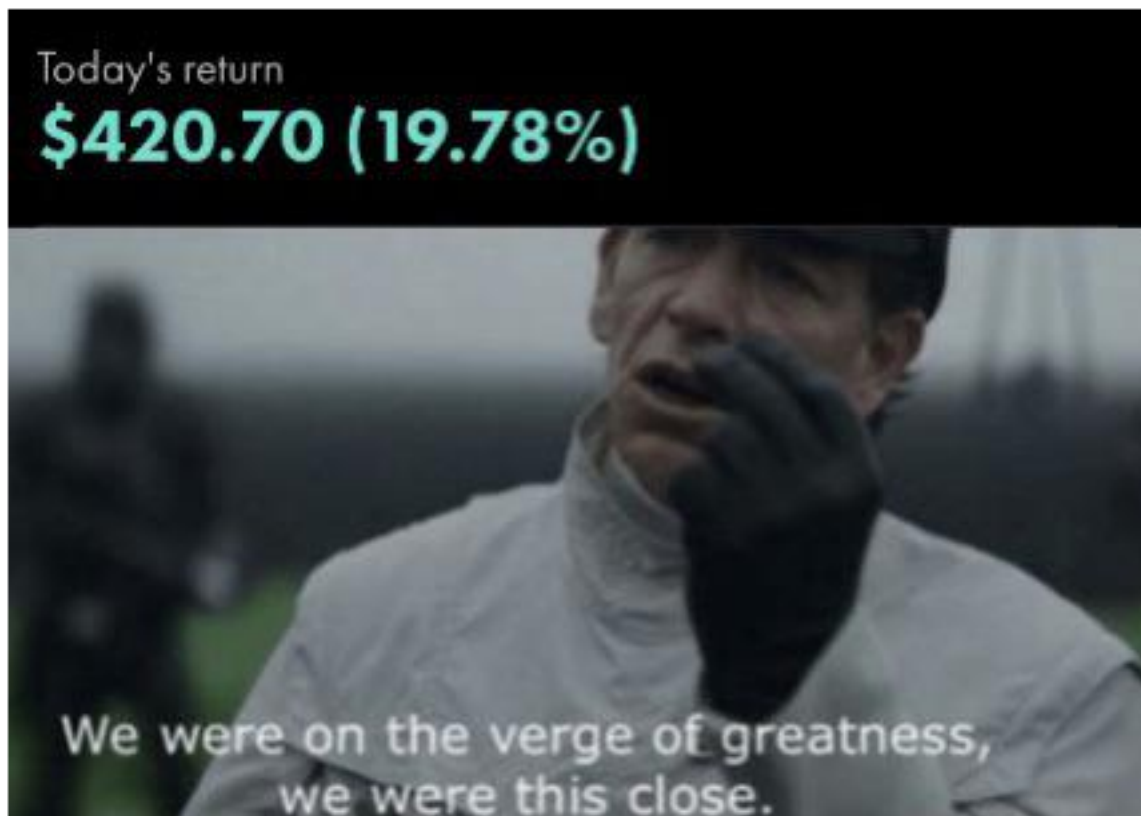 Today's return
$420.70 (19.78%)
We were on the verge of greatness,
we were this close.